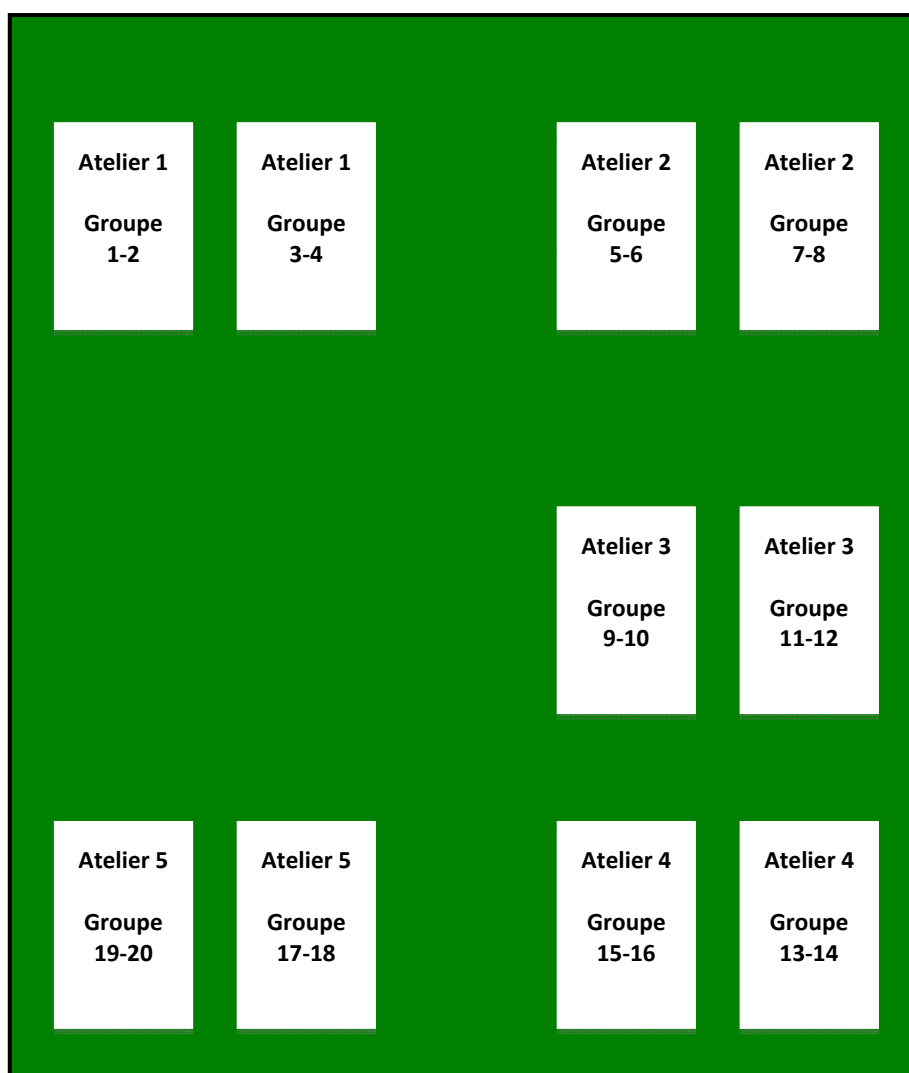 Atelier 1
Groupe
1-2
Atelier 1
Groupe
3-4
Atelier 2
Groupe
5-6
Atelier 2
Groupe
7-8
Atelier 3
Groupe
9-10
Atelier 3
Groupe
11-12
Atelier 5
Groupe
19-20
Atelier 5
Groupe
17-18
Atelier 4
Groupe
15-16
Atelier 4
Groupe
13-14